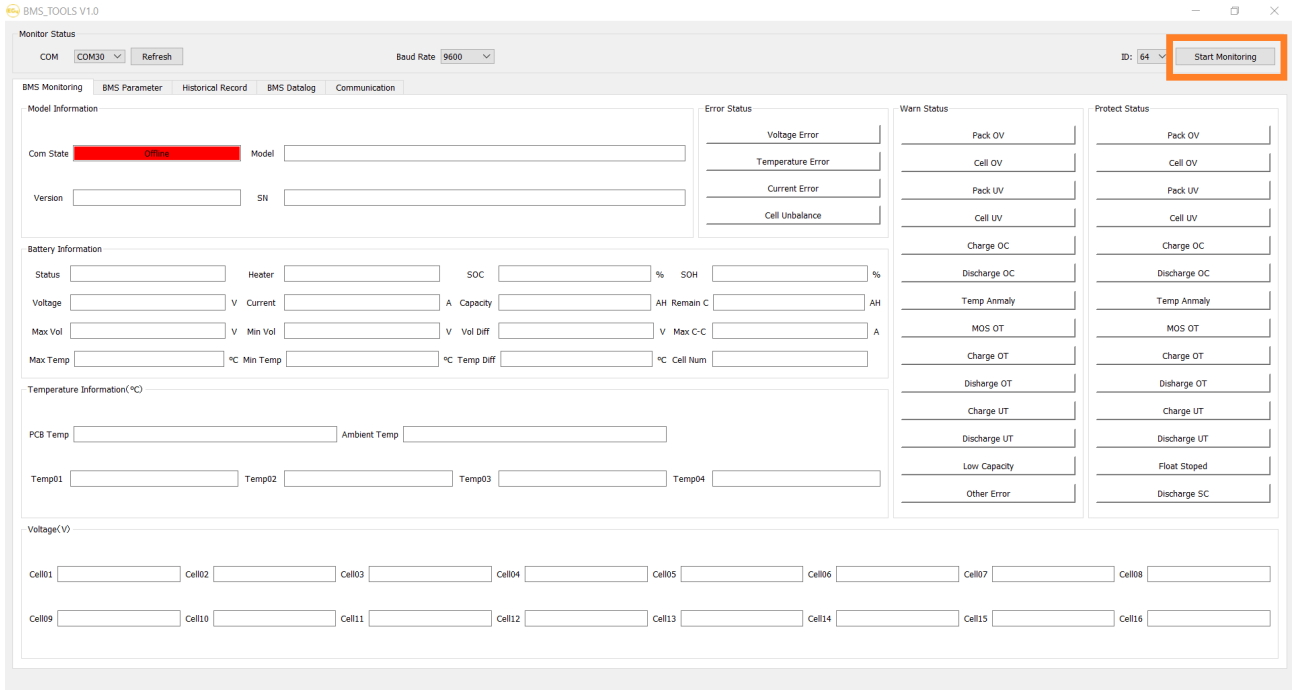 BMS_TOOLS V1.0
Monitor Status
COM COM30 Refresh Baud Rate 9600 ID: 64 Start Monitoring
BMS Monitoring BMS Parameter Historical Record BMS Datalog Communication
Model Information
Com State Offline Model
Version SN
Error Status
Voltage Error
Temperature Error
Current Error
Cell Unbalance
Warn Status
Pack OV
Cell OV
Pack UV
Cell UV
Charge OC
Discharge OC
Temp Anmaly
MOS OT
Charge OT
Disharge OT
Charge UT
Discharge UT
Low Capacity
Other Error
Protect Status
Pack OV
Cell OV
Pack UV
Cell UV
Charge OC
Discharge OC
Temp Anmaly
MOS OT
Charge OT
Disharge OT
Charge UT
Discharge UT
Float Stoped
Discharge SC
Battery Information
Status Heater SOC % SOH %
Voltage V Current A Capacity AH Remain C AH
Max Vol V Min Vol V Vol Diff V Max C-C A
Max Temp ºC Min Temp ºC Temp Diff ºC Cell Num
Temperature Information(ºC)
PCB Temp Ambient Temp
Temp01 Temp02 Temp03 Temp04
Voltage(V)
Cell01 Cell02 Cell03 Cell04 Cell05 Cell06 Cell07 Cell08
Cell09 Cell10 Cell11 Cell12 Cell13 Cell14 Cell15 Cell16